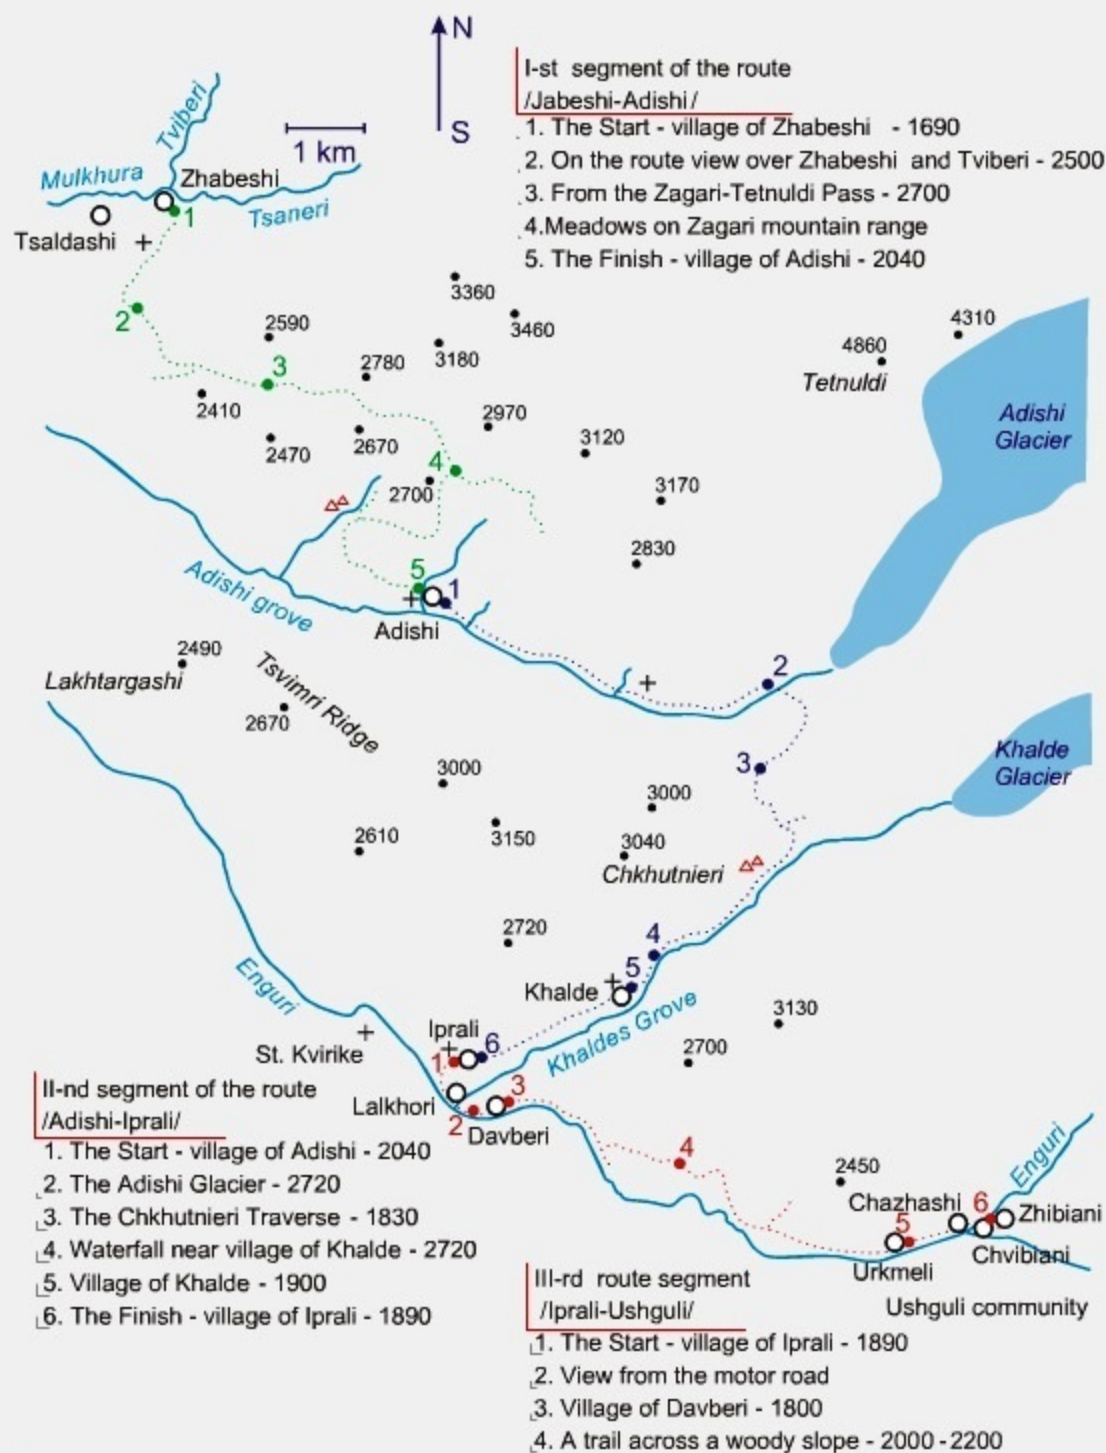 N
S
1 km
I-st segment of the route
/Jabeshi-Adishi/
1. The Start - village of Zhabeshi - 1690
2. On the route view over Zhabeshi and Tviberi - 2500
3. From the Zagari-Tetnuldi Pass - 2700
4.Meadows on Zagari mountain range
5. The Finish - village of Adishi - 2040
Tviberi
Mulkhura
Zhabeshi
Tsaneri
1
Tsaldashi
2
3360
3460
2590
3180
4310
4860
Tetnuldi
3
2780
2410
2970
Adishi
Glacier
2470
2670
3120
4
2700
3170
2830
5
1
Adishi grove
Adishi
2490
Lakhtargashi
Tsvimri Ridge
2670
2
3
Khalde
Glacier
3000
3000
2610
3150
3040
Chkhutnieri
2720
4
5
Khalde
Enguri
Khaldes Grove
3130
Iprali
6
St. Kvirike
1
2700
Lalkhori
3
2
Davberi
4
2450
Enguri
Chazhashi
6
Zhibiani
5
Chvibiani
Urkmeli
Ushguli community
II-nd segment of the route
/Adishi-Iprali/
1. The Start - village of Adishi - 2040
2. The Adishi Glacier - 2720
3. The Chkhutnieri Traverse - 1830
4. Waterfall near village of Khalde - 2720
5. Village of Khalde - 1900
6. The Finish - village of Iprali - 1890
III-rd route segment
/Iprali-Ushguli/
1. The Start - village of Iprali - 1890
2. View from the motor road
3. Village of Davberi - 1800
4. A trail across a woody slope - 2000 - 2200